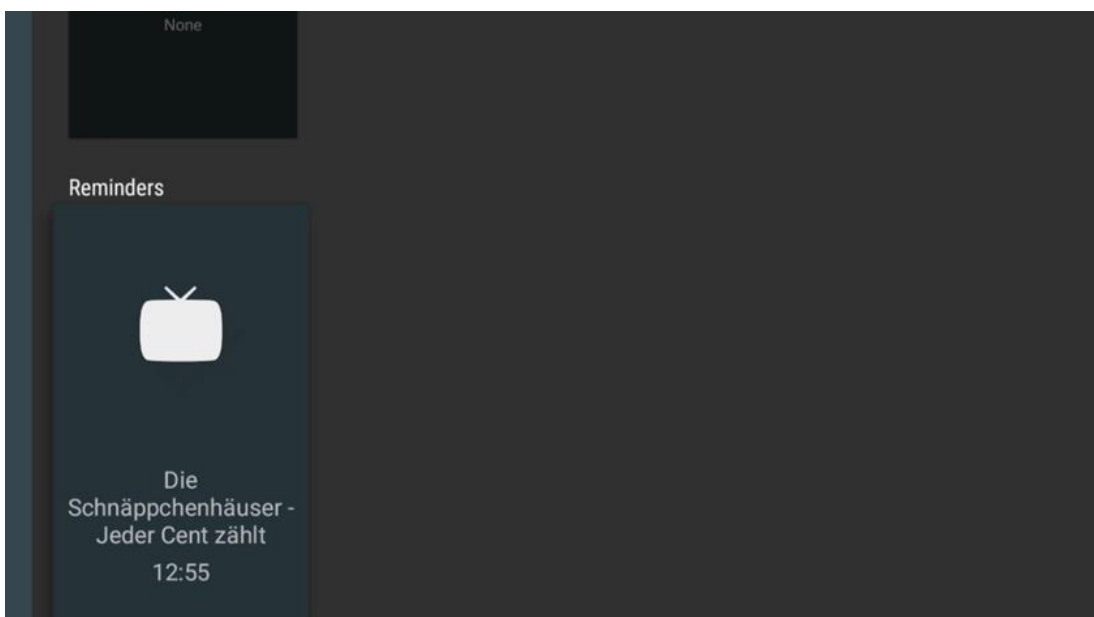 None
Reminders
Die
Schnäppchenhäuser -
Jeder Cent zählt
12:55